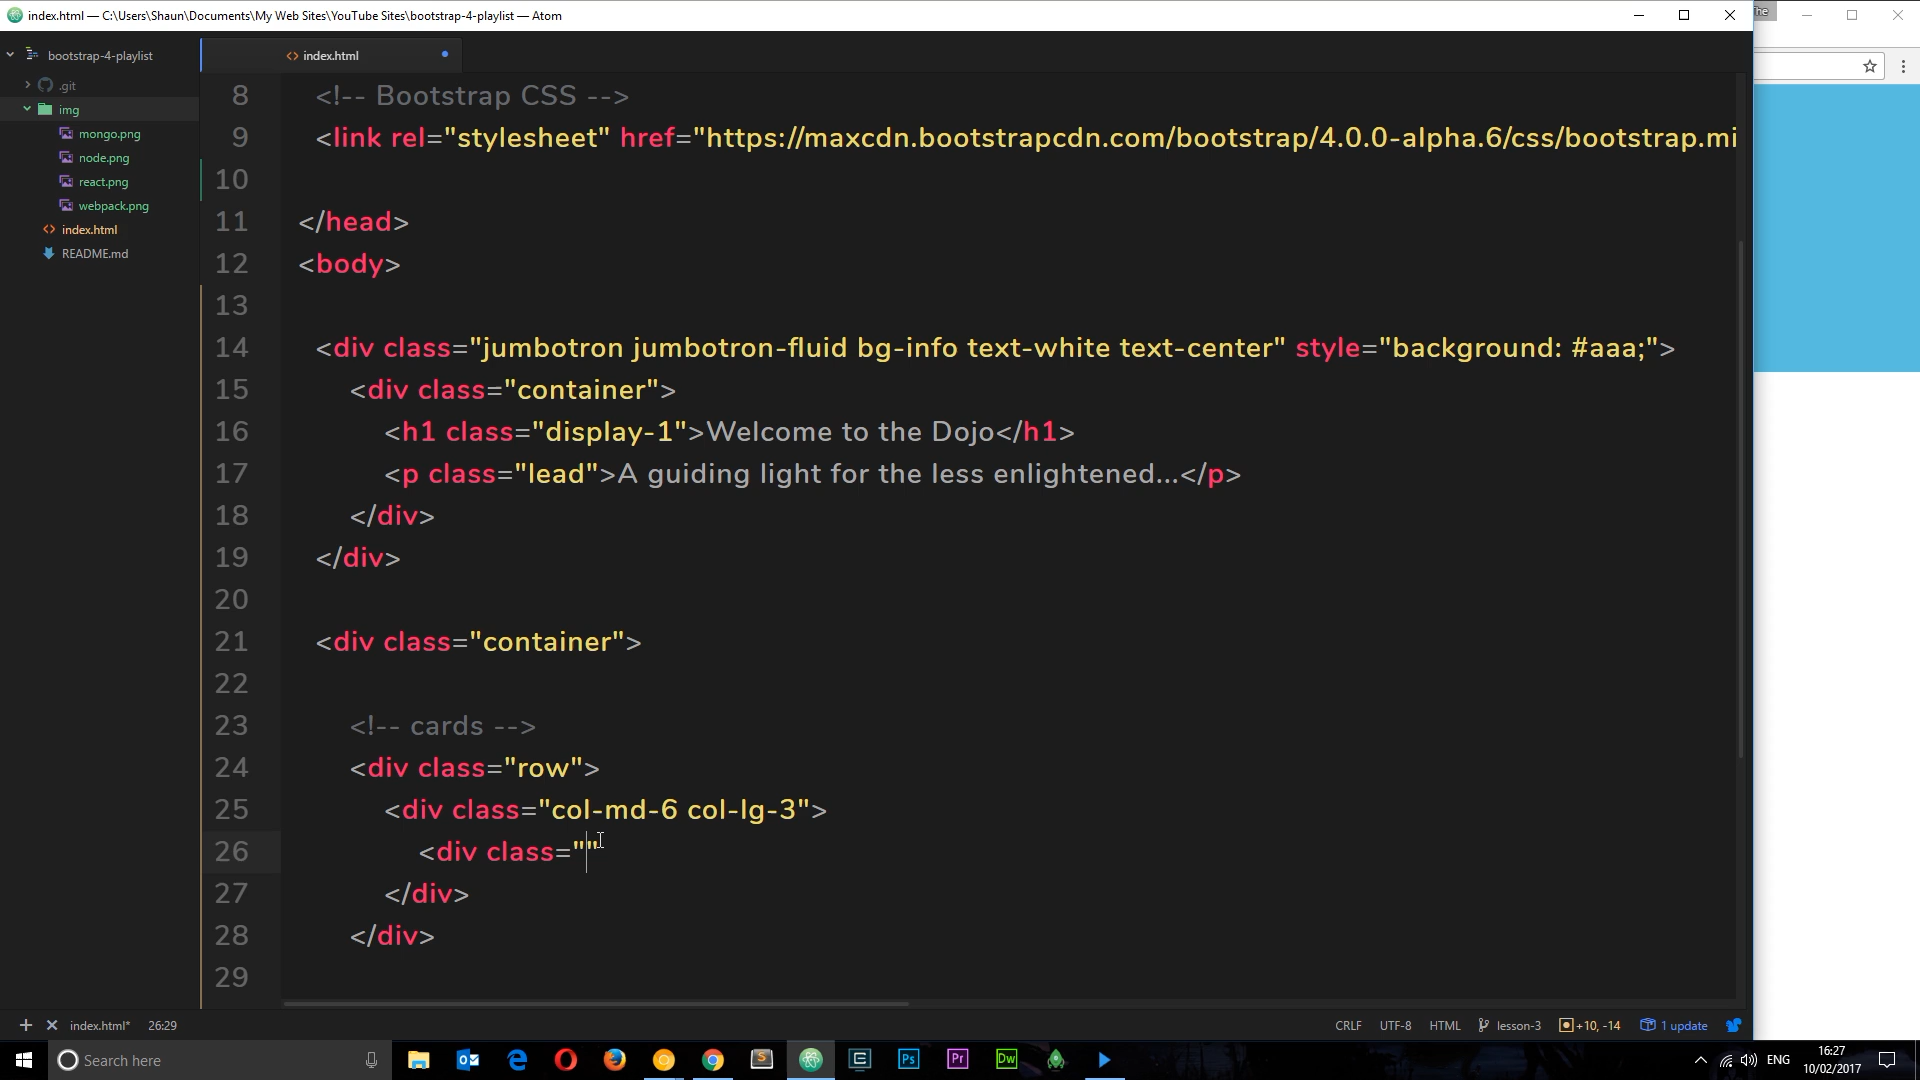 index.html — C:\Users\Shaun\Documents\My Web Sites\YouTube Sites\bootstrap-4-playlist — Atom
bootstrap-4-playlist
index.html
.git
img
mongo.png
node.png
react.png
webpack.png
index.html
README.md
8 <!-- Bootstrap CSS -->
9 <link rel="stylesheet" href="https://maxcdn.bootstrapcdn.com/bootstrap/4.0.0-alpha.6/css/bootstrap.mi
10
11 </head>
12 <body>
13
14 <div class="jumbotron jumbotron-fluid bg-info text-white text-center" style="background: #aaa;">
15 <div class="container">
16 <h1 class="display-1">Welcome to the Dojo</h1>
17 <p class="lead">A guiding light for the less enlightened...</p>
18 </div>
19 </div>
20
21 <div class="container">
22
23 <!-- cards -->
24 <div class="row">
25 <div class="col-md-6 col-lg-3">
26 <div class=""
27 </div>
28 </div>
29
index.html* 26:29 CRLF UTF-8 HTML lesson-3 +10, -14 1 update
Search here
Ps Pr Dw
ENG 16:27
10/02/2017